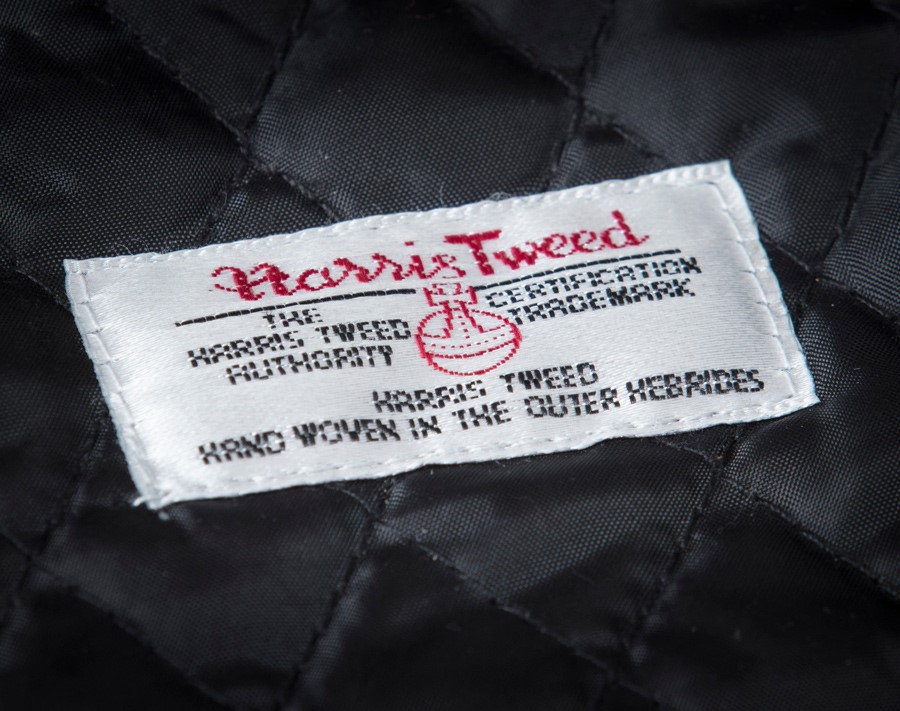 Harris Tweed
THE
HARRIS TWEED
AUTHORITY
CERTIFICATION
TRADEMARK
HARRIS TWEED
HAND WOVEN IN THE OUTER HEBRIDES